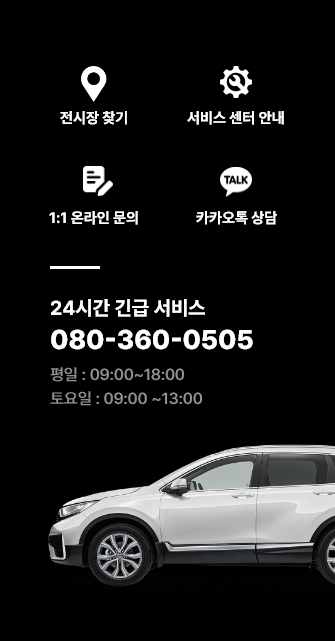 전시장 찾기
서비스 센터 안내
1:1 온라인 문의
TALK
카카오톡 상담
24시간 긴급 서비스
080-360-0505
평일 : 09:00~18:00
토요일 : 09:00 ~13:00